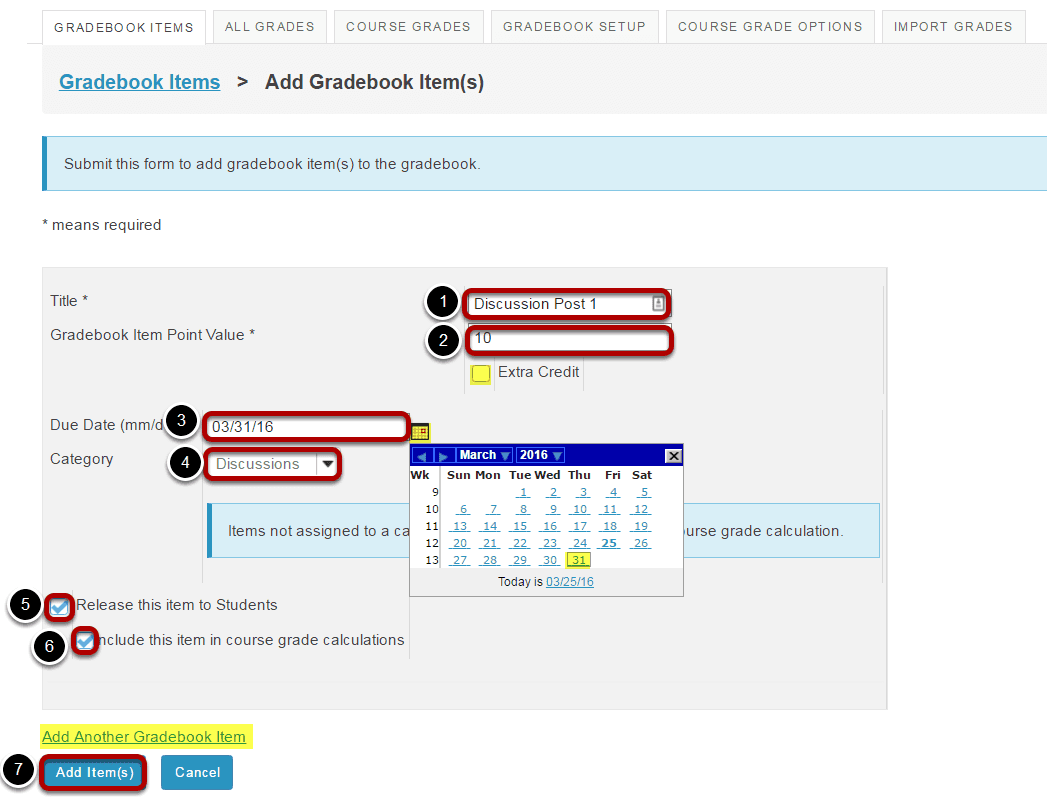 GRADEBOOK ITEMS ALL GRADES COURSE GRADES GRADEBOOK SETUP COURSE GRADE OPTIONS IMPORT GRADES
Gradebook Items > Add Gradebook Item(s)
Submit this form to add gradebook item(s) to the gradebook.
* means required
Title * 1 Discussion Post 1
Gradebook Item Point Value * 2 10
Extra Credit
Due Date (mm/d 3 03/31/16
Category 4 Discussions
March 2016
Wk Sun Mon Tue Wed Thu Fri Sat
9 1 2 3 4 5
10 6 7 8 9 10 11 12
11 13 14 15 16 17 18 19
12 20 21 22 23 24 25 26
13 27 28 29 30 31
Today is 03/25/16
Items not assigned to a ca urse grade calculation.
5 Release this item to Students
6 nclude this item in course grade calculations
Add Another Gradebook Item
7 Add Item(s) Cancel